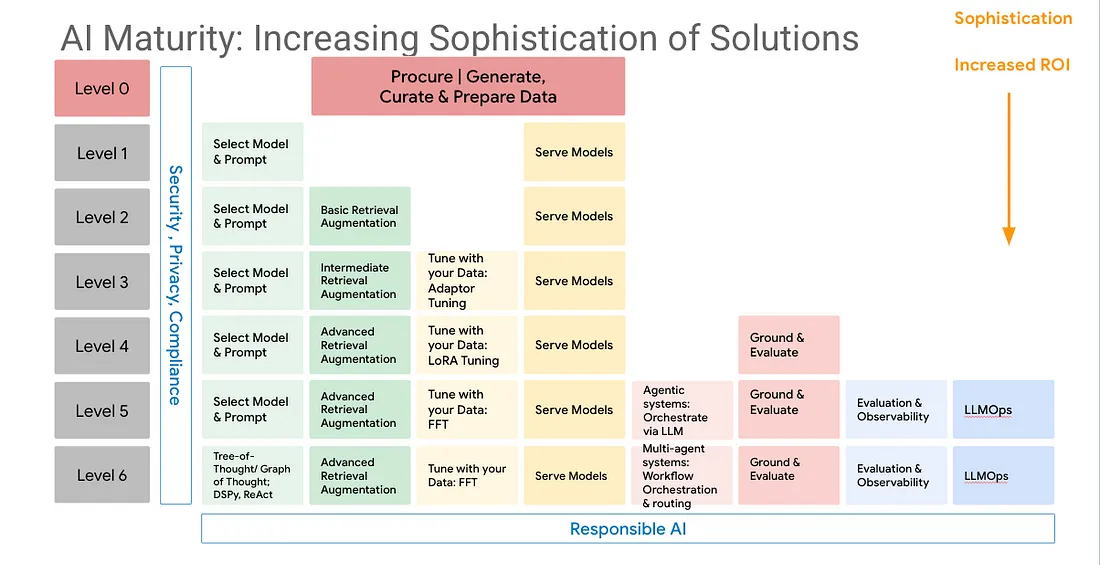 AI Maturity: Increasing Sophistication of Solutions
Sophistication
Increased ROI
Level 0
Procure | Generate,
Curate & Prepare Data
Security , Privacy, Compliance
Level 1
Select Model
& Prompt
Serve Models
Level 2
Select Model
& Prompt
Basic Retrieval
Augmentation
Serve Models
Level 3
Select Model
& Prompt
Intermediate
Retrieval
Augmentation
Tune with
your Data:
Adaptor
Tuning
Serve Models
Level 4
Select Model
& Prompt
Advanced
Retrieval
Augmentation
Tune with
your Data:
LoRA Tuning
Serve Models
Ground &
Evaluate
Level 5
Select Model
& Prompt
Advanced
Retrieval
Augmentation
Tune with
your Data:
FFT
Serve Models
Agentic
systems:
Orchestrate
via LLM
Ground &
Evaluate
Evaluation &
Observability
LLMOps
Level 6
Tree-of-
Thought/ Graph
of Thought;
DSPy, ReAct
Advanced
Retrieval
Augmentation
Tune with your
Data: FFT
Serve Models
Multi-agent
systems:
Workflow
Orchestration
& routing
Ground &
Evaluate
Evaluation &
Observability
LLMOps
Responsible AI